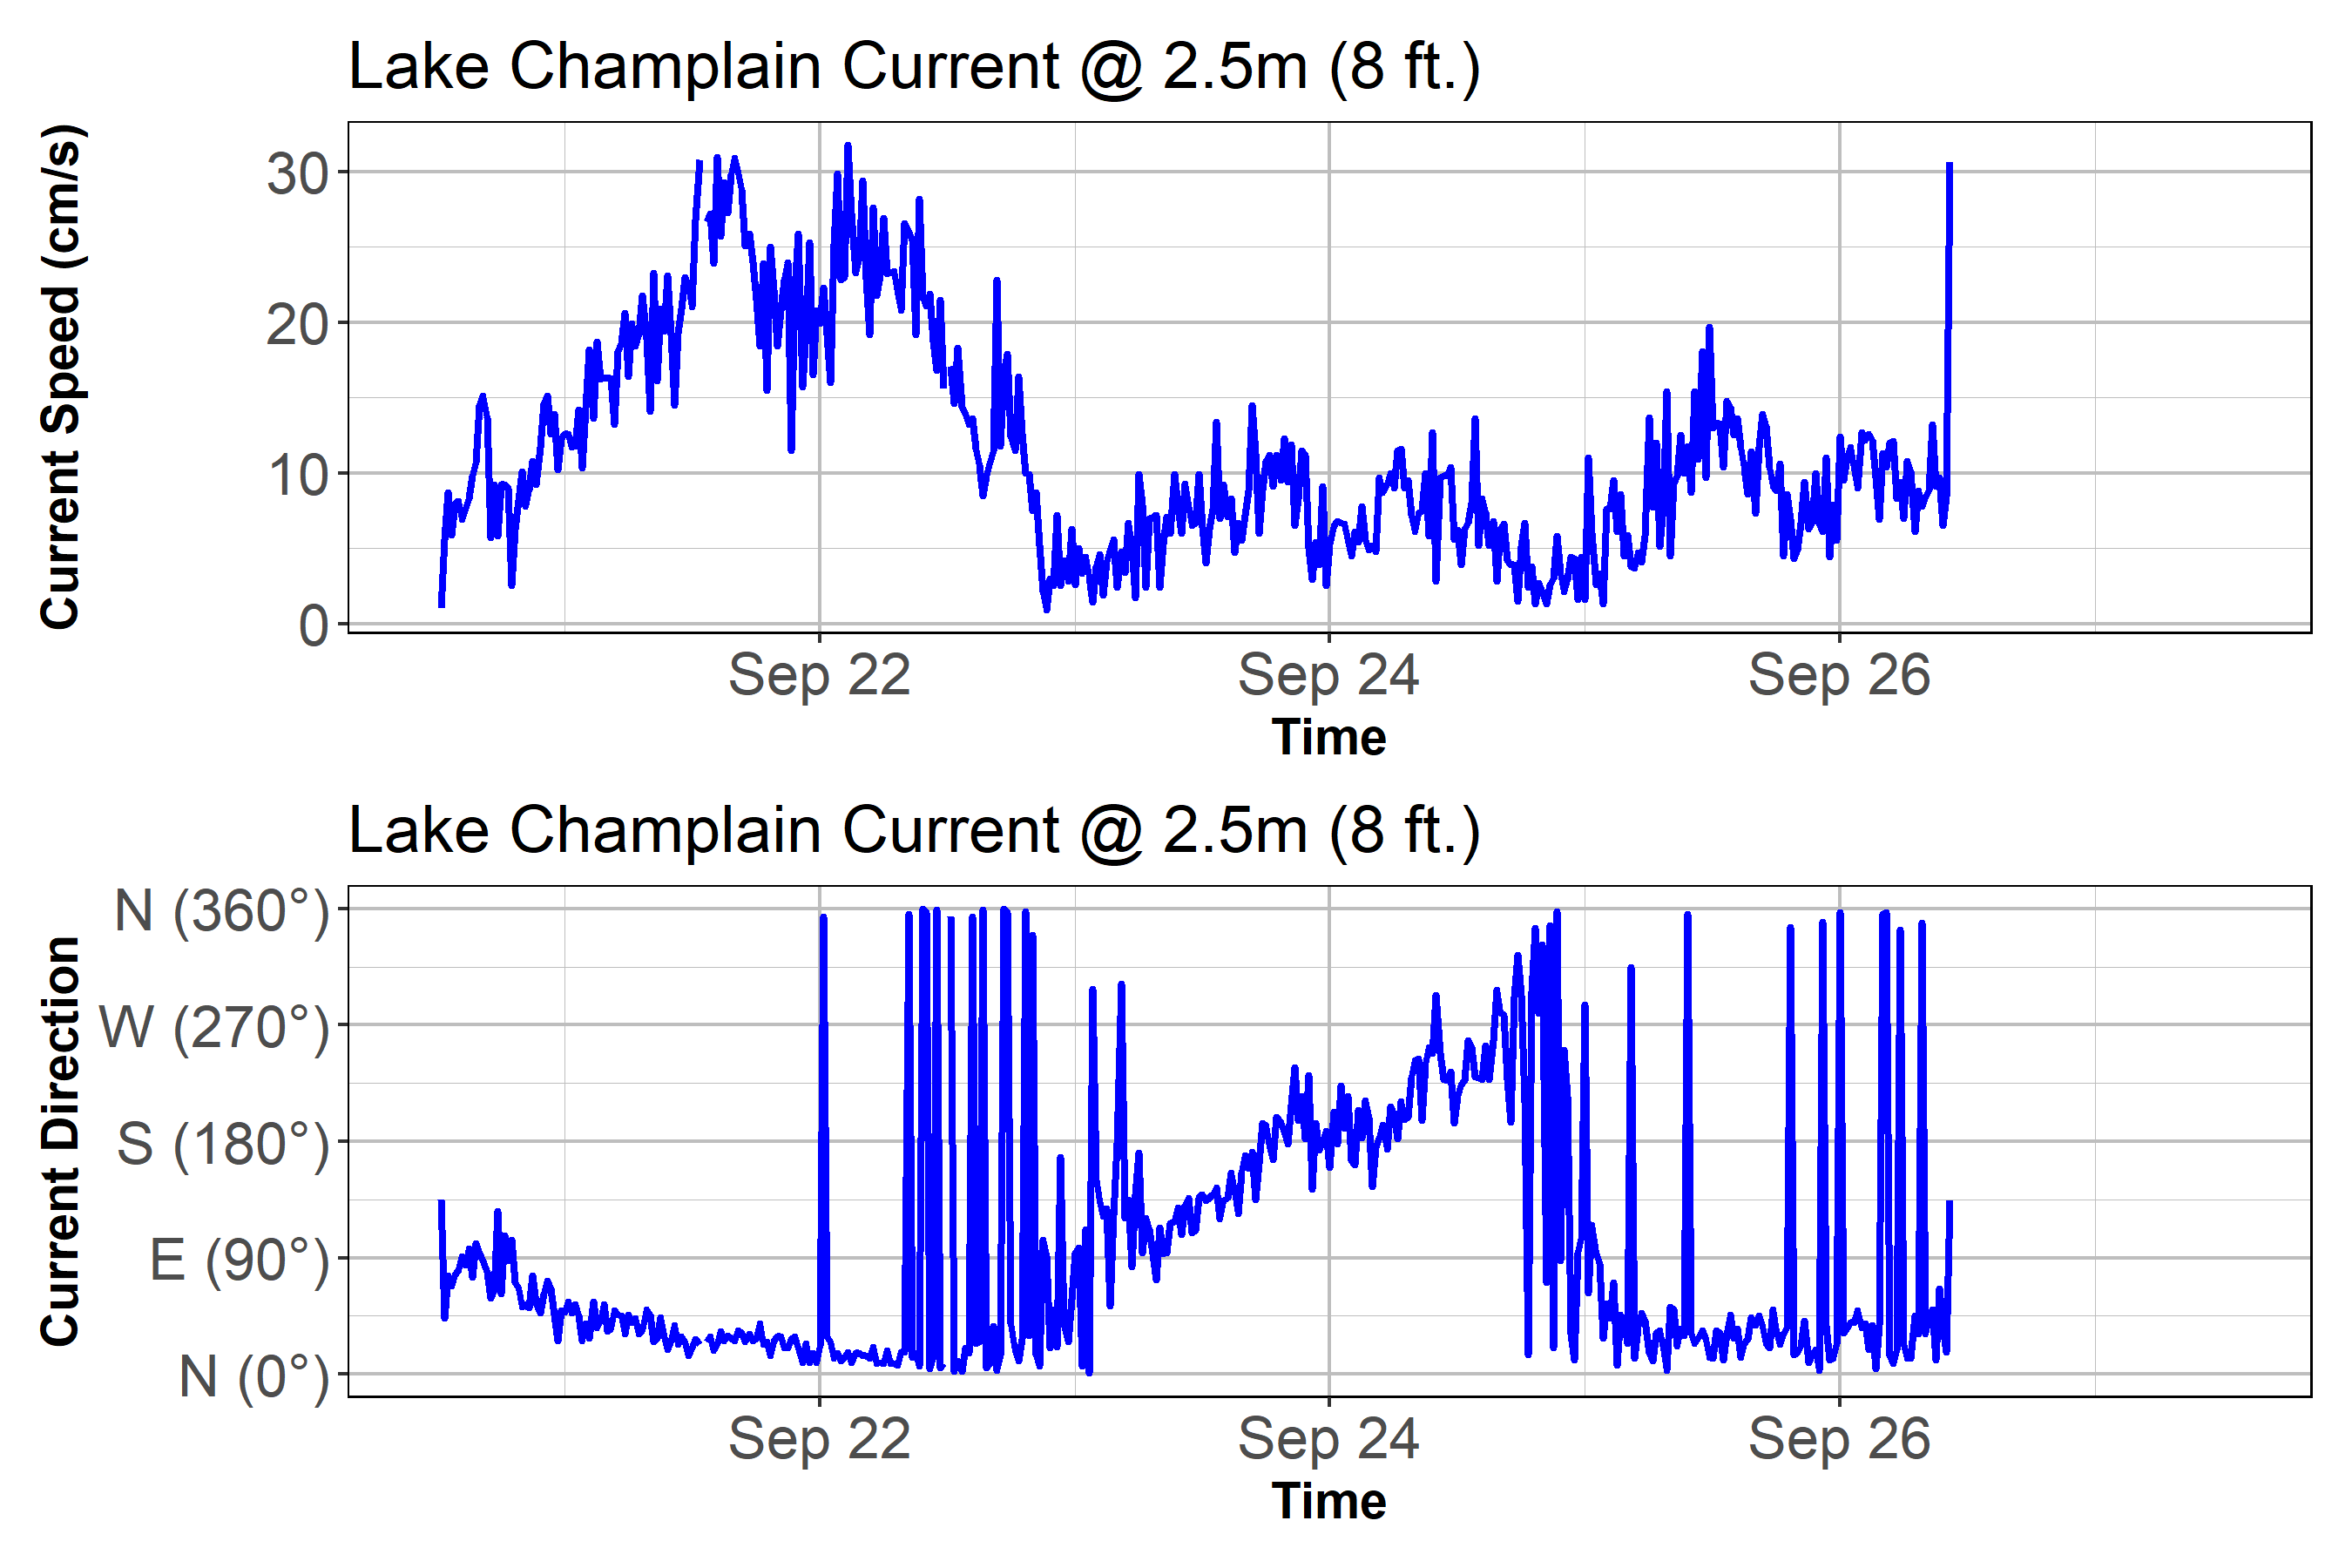 Lake Champlain Current @ 2.5m (8 ft.)
Current Speed (cm/s)
30
20
10
0
Sep 22 Sep 24 Sep 26
Time
Lake Champlain Current @ 2.5m (8 ft.)
Current Direction
N (360°)
W (270°)
S (180°)
E (90°)
N (0°)
Sep 22 Sep 24 Sep 26
Time